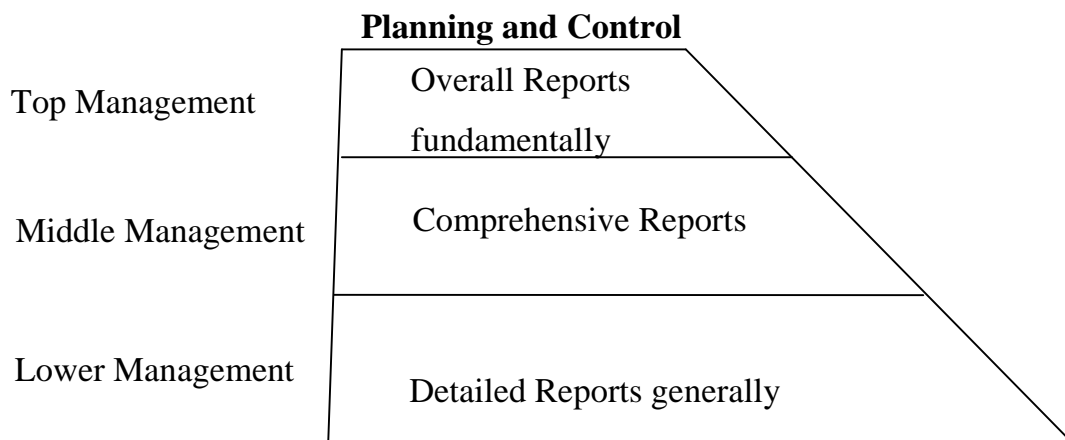 Planning and Control
Top Management
Overall Reports
fundamentally
Middle Management
Comprehensive Reports
Lower Management
Detailed Reports generally